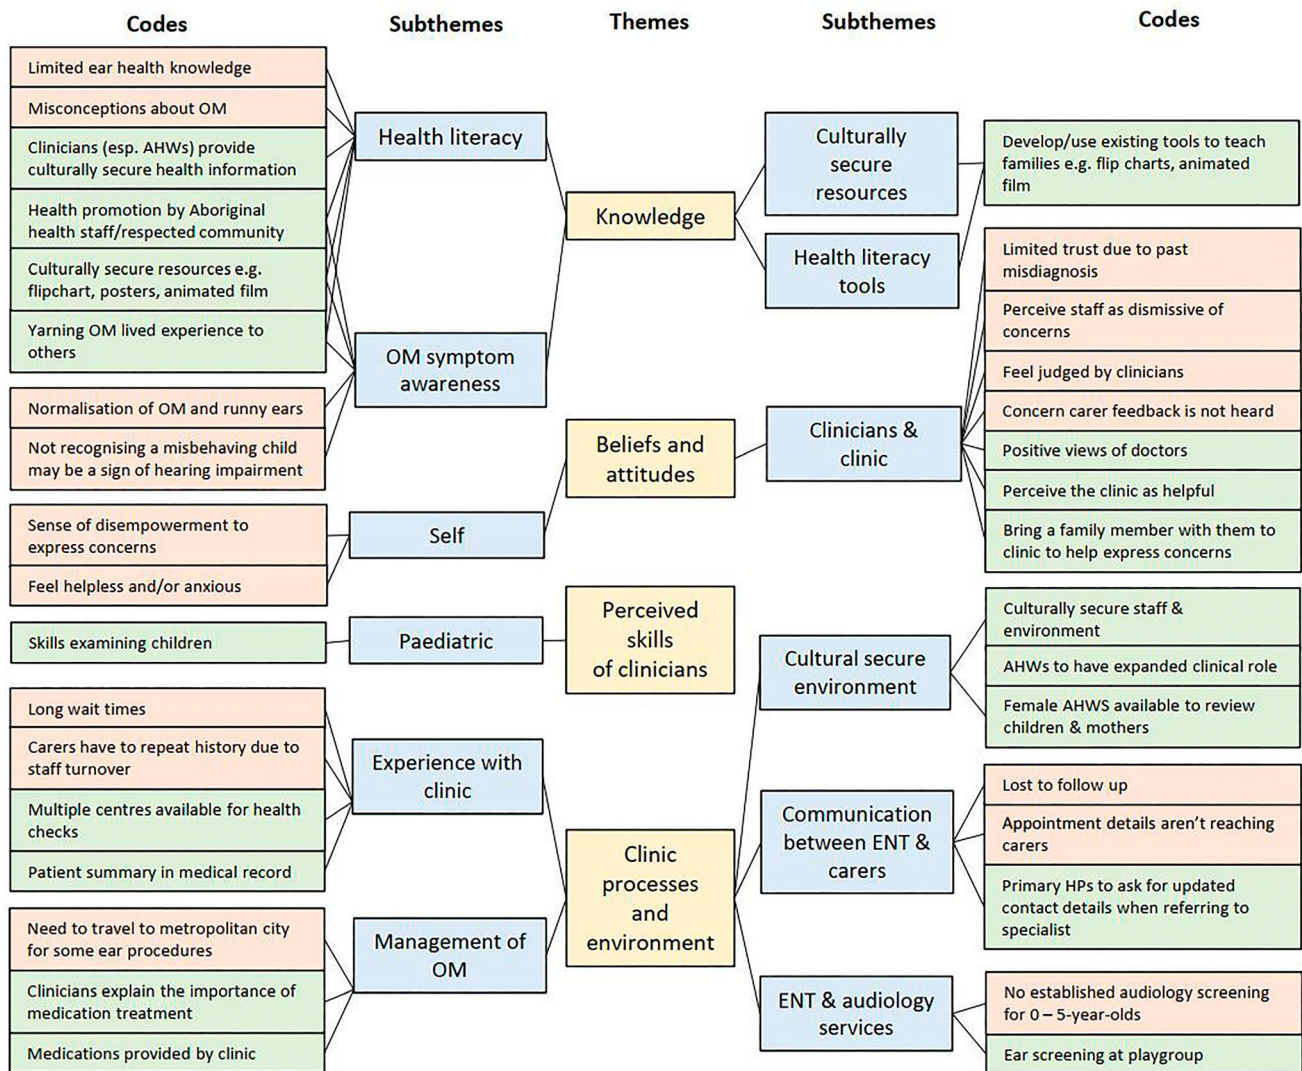 Codes
Subthemes
Themes
Subthemes
Codes
Limited ear health knowledge
Misconceptions about OM
Clinicians (esp. AHWs) provide
culturally secure health information
Health promotion by Aboriginal
health staff/respected community
Culturally secure resources e.g.
flipchart, posters, animated film
Yarning OM lived experience to
others
Normalisation of OM and runny ears
Not recognising a misbehaving child
may be a sign of hearing impairment
Sense of disempowerment to
express concerns
Feel helpless and/or anxious
Skills examining children
Long wait times
Carers have to repeat history due to
staff turnover
Multiple centres available for health
checks
Patient summary in medical record
Need to travel to metropolitan city
for some ear procedures
Clinicians explain the importance of
medication treatment
Medications provided by clinic
Health literacy
OM symptom
awareness
Self
Paediatric
Experience with
clinic
Management of
OM
Knowledge
Beliefs and
attitudes
Perceived
skills
of clinicians
Clinic
processes
and
environment
Culturally
secure
resources
Health literacy
tools
Clinicians &
clinic
Cultural secure
environment
Communication
between ENT &
carers
ENT & audiology
services
Develop/use existing tools to teach
families e.g. flip charts, animated
film
Limited trust due to past
misdiagnosis
Perceive staff as dismissive of
concerns
Feel judged by clinicians
Concern carer feedback is not heard
Positive views of doctors
Perceive the clinic as helpful
Bring a family member with them to
clinic to help express concerns
Culturally secure staff &
environment
AHWs to have expanded clinical role
Female AHWS available to review
children & mothers
Lost to follow up
Appointment details aren't reaching
carers
Primary HPs to ask for updated
contact details when referring to
specialist
No established audiology screening
for 0 – 5-year-olds
Ear screening at playgroup